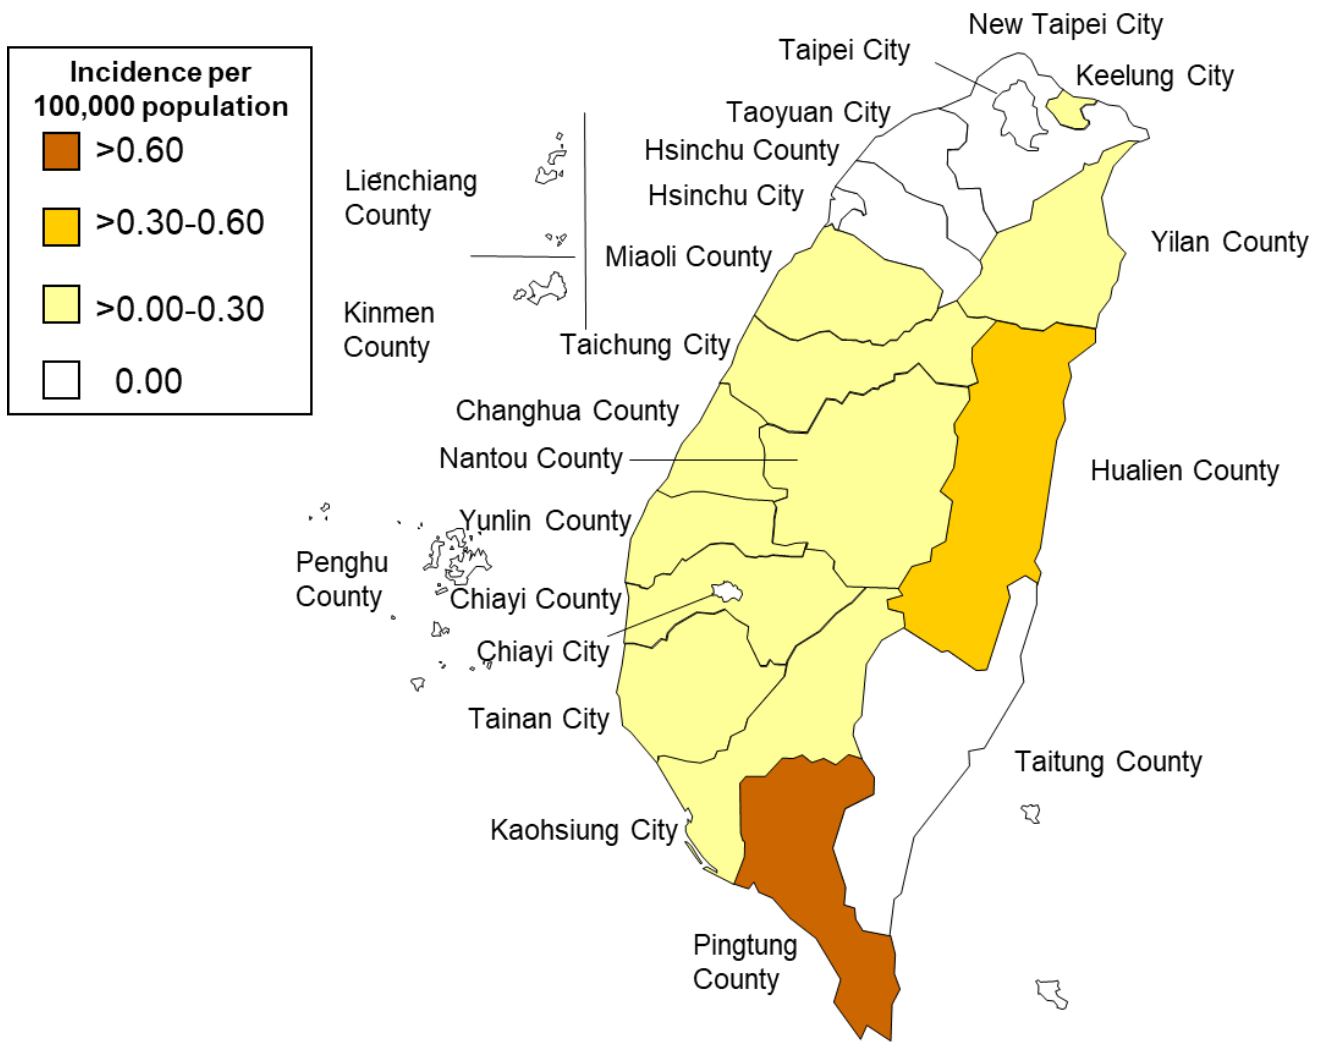 Incidence per
100,000 population
>0.60
>0.30-0.60
>0.00-0.30
0.00
New Taipei City
Taipei City
Keelung City
Taoyuan City
Hsinchu County
Hsinchu City
Lienchiang
County
Yilan County
Miaoli County
Kinmen
County
Taichung City
Changhua County
Nantou County
Hualien County
Yunlin County
Penghu
County
Chiayi County
Chiayi City
Tainan City
Taitung County
Kaohsiung City
Pingtung
County